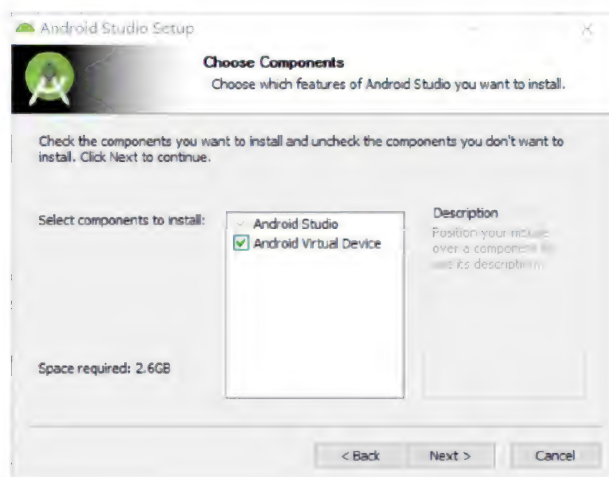 Android Studio Setup
Choose Components
Choose which features of Android Studio you want to install.
Check the components you want to install and uncheck the components you don't want to
install. Click Next to continue.
Select components to install:
Android Studio
Android Virtual Device
Description
Position your mouse
over a component to
see its description.
Space required: 2.6GB
< Back
Next >
Cancel